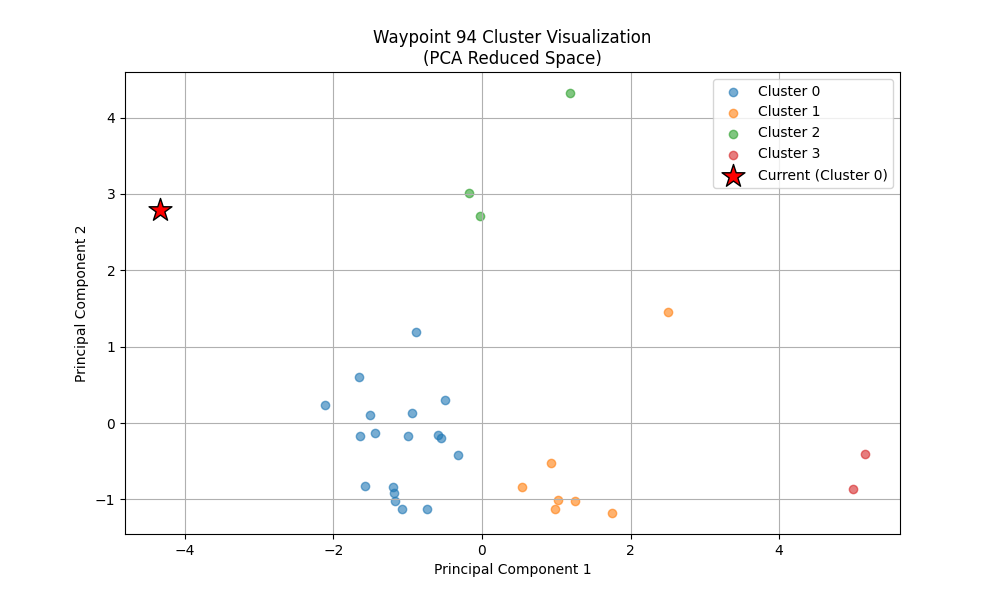 Waypoint 94 Cluster Visualization
(PCA Reduced Space)
Cluster 0
Cluster 1
Cluster 2
Cluster 3
Current (Cluster 0)
Principal Component 2
4
3
2
1
0
−1
−4
−2
0
2
4
Principal Component 1